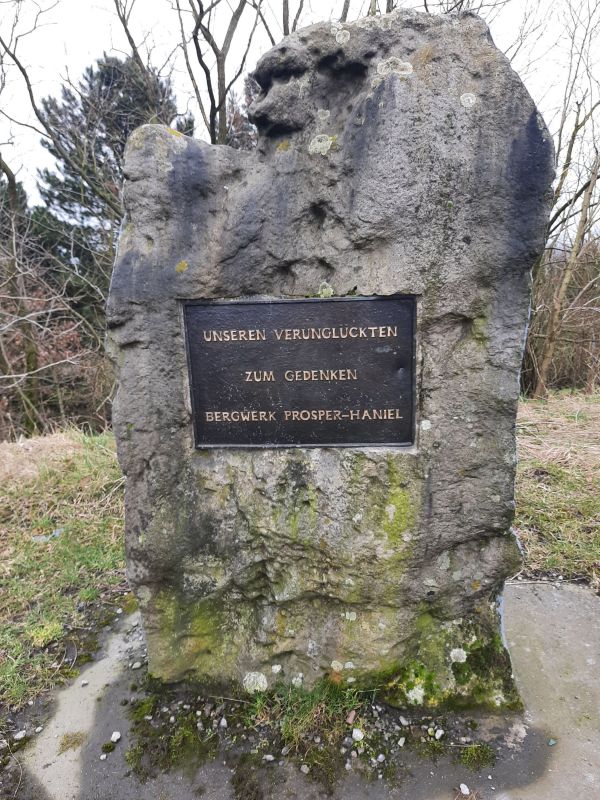 UNSEREN VERUNGLÜCKTEN
ZUM GEDENKEN
BERGWERK PROSPER-HANIEL